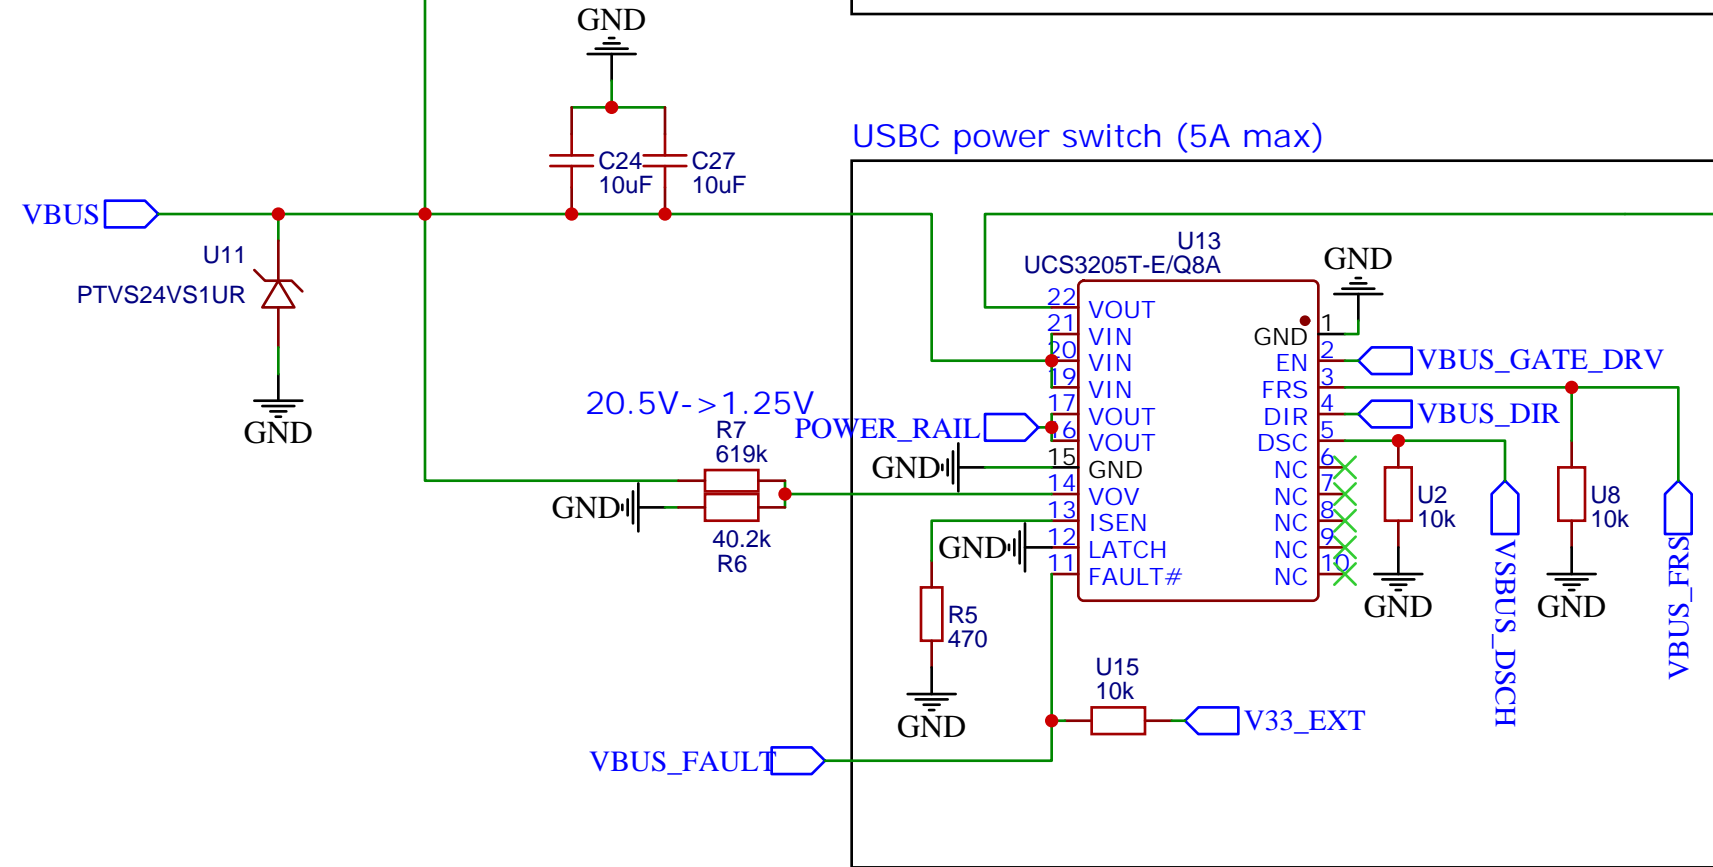 GND
C24
10uF
C27
10uF
USBC power switch (5A max)
VBUS
U11
PTVS24VS1UR
GND
20.5V->1.25V
R7
619k
GND
40.2k
R6
POWER_RAIL
GND
GND
R5
470
GND
VBUS_FAULT
U15
10k
V33_EXT
U13
UCS3205T-E/Q8A
GND
22 VOUT
21 VIN
20 VIN
19 VIN
17 VOUT
16 VOUT
15 GND
14 VOV
13 ISEN
12 LATCH
11 FAULT#
GND 1
EN 2
FRS 3
DIR 4
DSC 5
NC 6
NC 7
NC 8
NC 9
NC 10
VBUS_GATE_DRV
VBUS_DIR
U2
10k
GND
VSBUS_DSCH
U8
10k
GND
VBUS_FRS